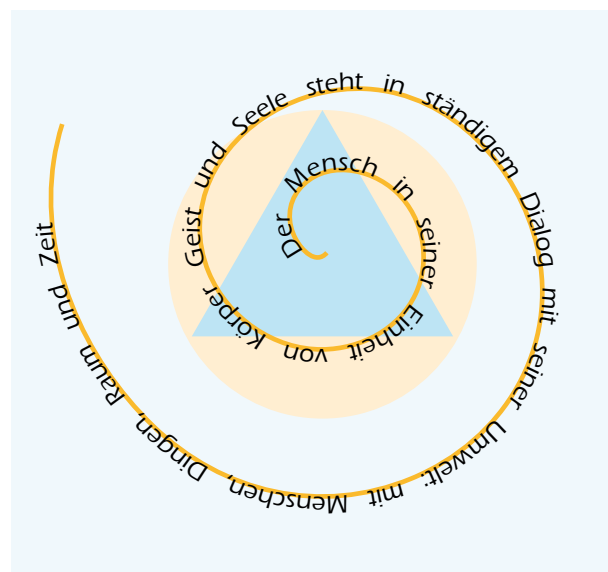 Der Mensch in seiner Einheit von Körper Geist und Seele steht in ständigem Dialog mit seiner Umwelt: mit Menschen, Dingen, Raum und Zeit